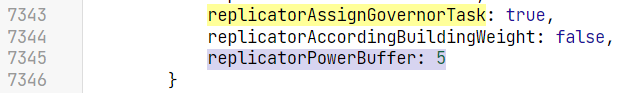 7343 replicatorAssignGovernorTask: true,
7344 replicatorAccordingBuildingWeight: false,
7345 replicatorPowerBuffer: 5
7346 }